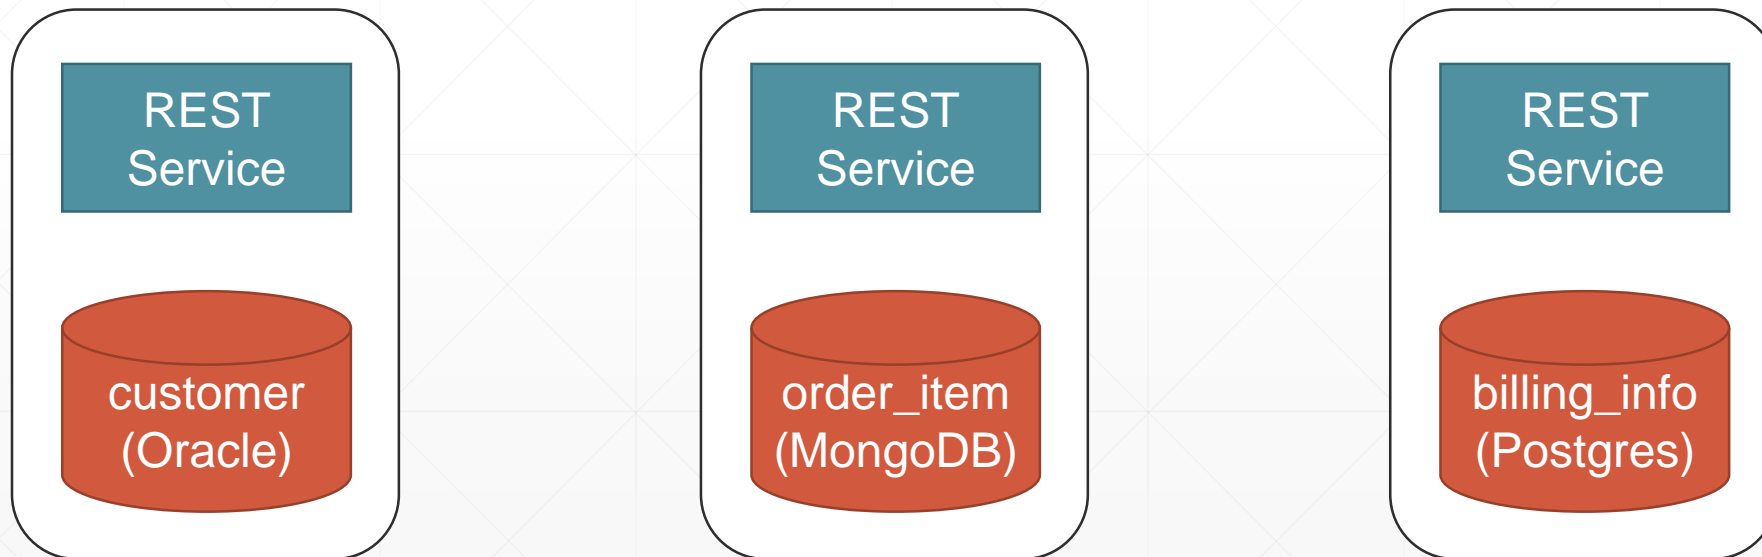 REST
Service
customer
(Oracle)
REST
Service
order_item
(MongoDB)
REST
Service
billing_info
(Postgres)